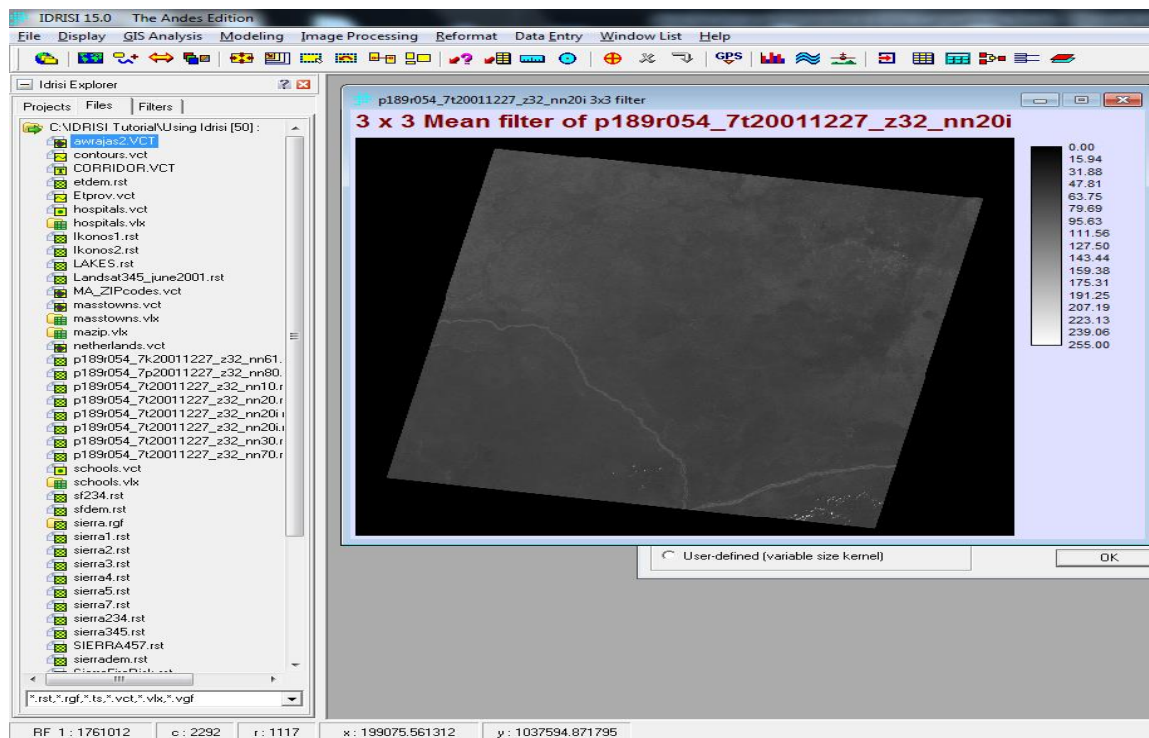 IDRISI 15.0 The Andes Edition
File Display GIS Analysis Modeling Image Processing Reformat Data Entry Window List Help
GPS
Idrisi Explorer
Projects Files Filters
C:\IDRISI Tutorial\Using Idrisi [50] :
awrajas2.VCT
contours.vct
CORRIDOR.VCT
etdem.rst
Etprov.vct
hospitals.vct
hospitals.vlx
Ikonos1.rst
Ikonos2.rst
LAKES.rst
Landsat345_june2001.rst
MA_ZIPcodes.vct
masstowns.vct
masstowns.vlx
mazip.vlx
netherlands.vct
p189r054_7k20011227_z32_nn61.
p189r054_7p20011227_z32_nn80.
p189r054_7t20011227_z32_nn10.r
p189r054_7t20011227_z32_nn20.r
p189r054_7t20011227_z32_nn20i
p189r054_7t20011227_z32_nn20i.r
p189r054_7t20011227_z32_nn30.r
p189r054_7t20011227_z32_nn70.r
schools.vct
schools.vlx
sf234.rst
sfdem.rst
sierra.rgf
sierra1.rst
sierra2.rst
sierra3.rst
sierra4.rst
sierra5.rst
sierra7.rst
sierra234.rst
sierra345.rst
SIERRA457.rst
sierradem.rst
*.rst,*.rgf,*.ts,*.vct,*.vlx,*.vgf
p189r054_7t20011227_z32_nn20i 3x3 filter
3 x 3 Mean filter of p189r054_7t20011227_z32_nn20i
0.00
15.94
31.88
47.81
63.75
79.69
95.63
111.56
127.50
143.44
159.38
175.31
191.25
207.19
223.13
239.06
255.00
User-defined (variable size kernel)
OK
RF 1 : 1761012 c : 2292 r : 1117 x : 199075.561312 y : 1037594.871795